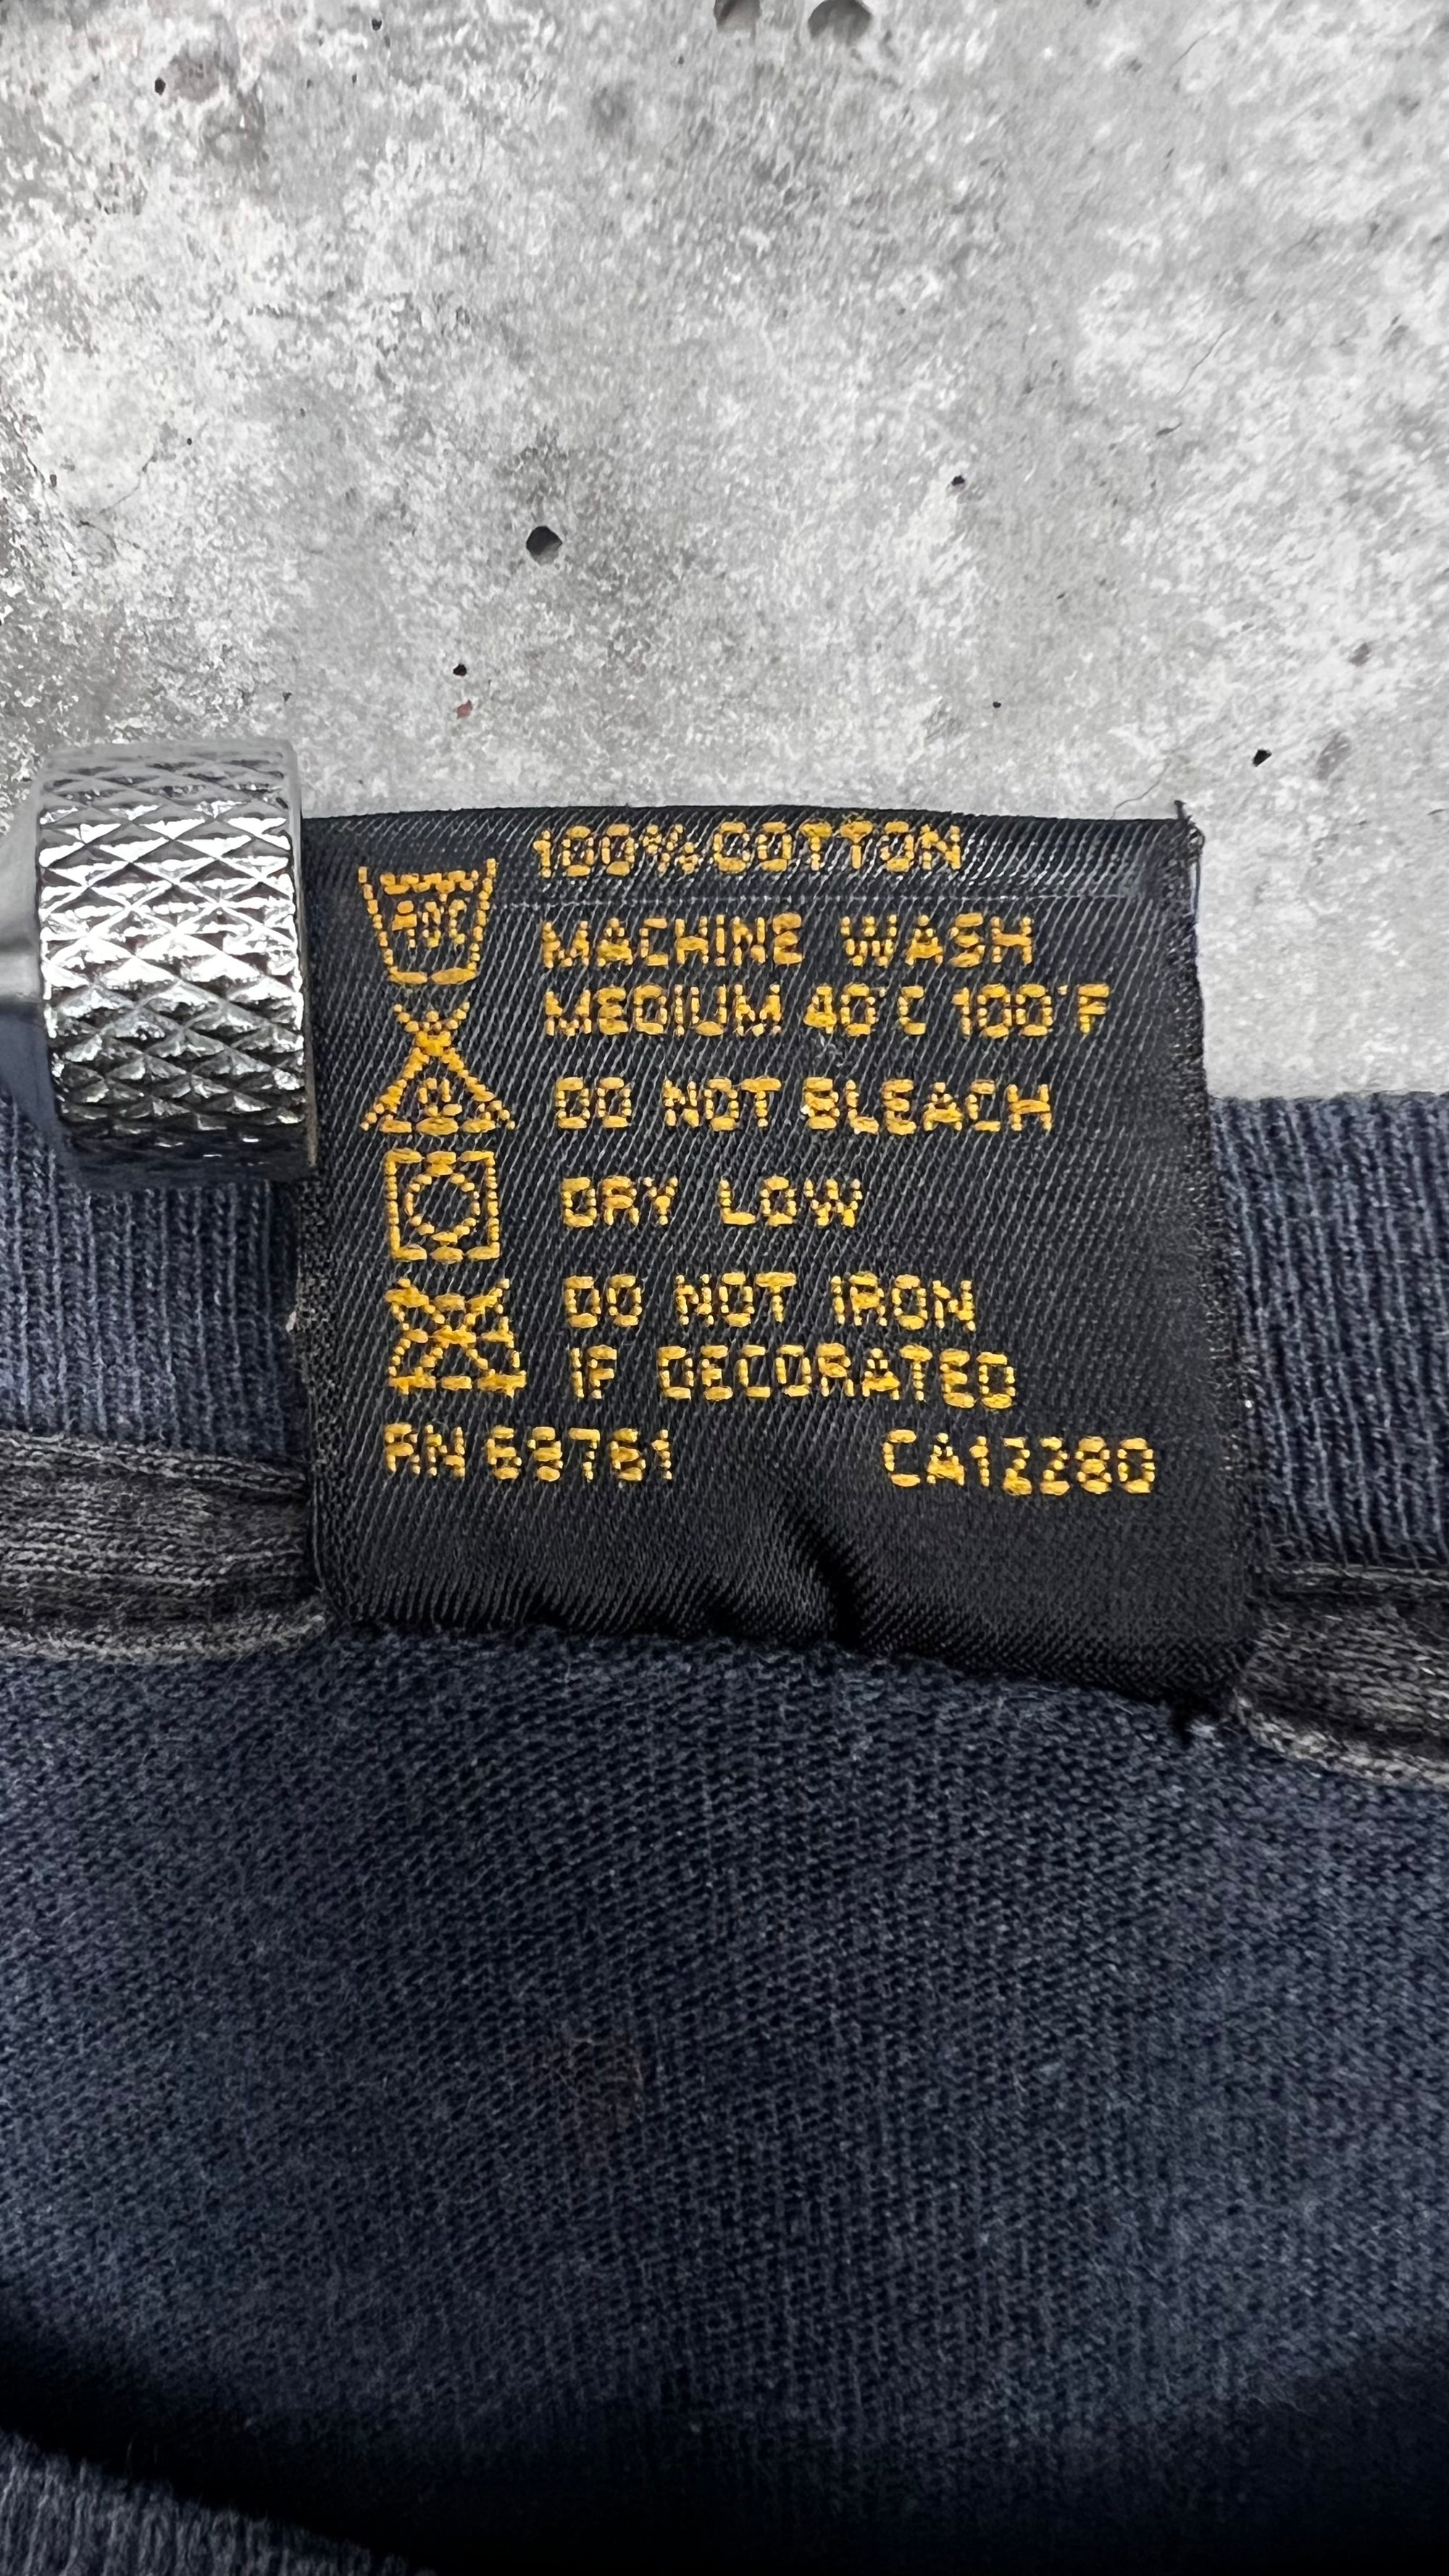 100% COTTON
MACHINE WASH
MEDIUM 40°C 100°F
DO NOT BLEACH
DRY LOW
DO NOT IRON
IF DECORATED
RN 69761 CA12280